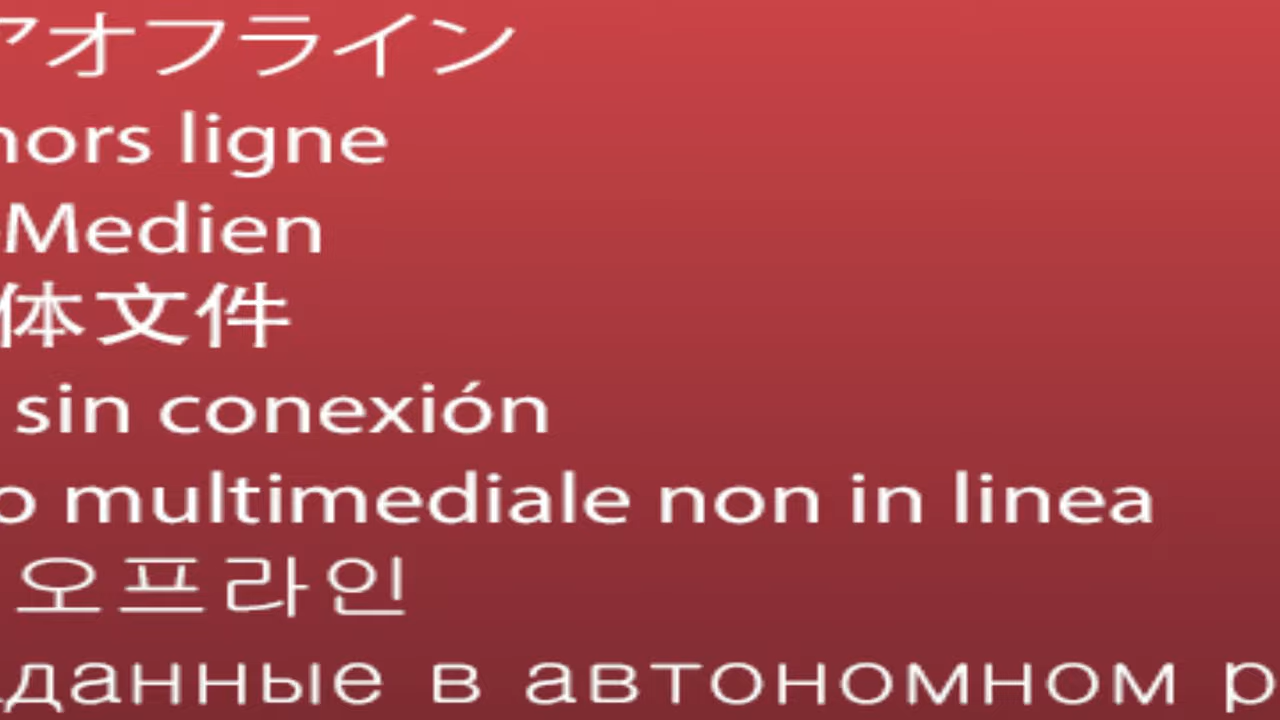 アオフライン
hors ligne
-Medien
体文件
sin conexión
o multimediale non in linea
오프라인
данные в автономном р